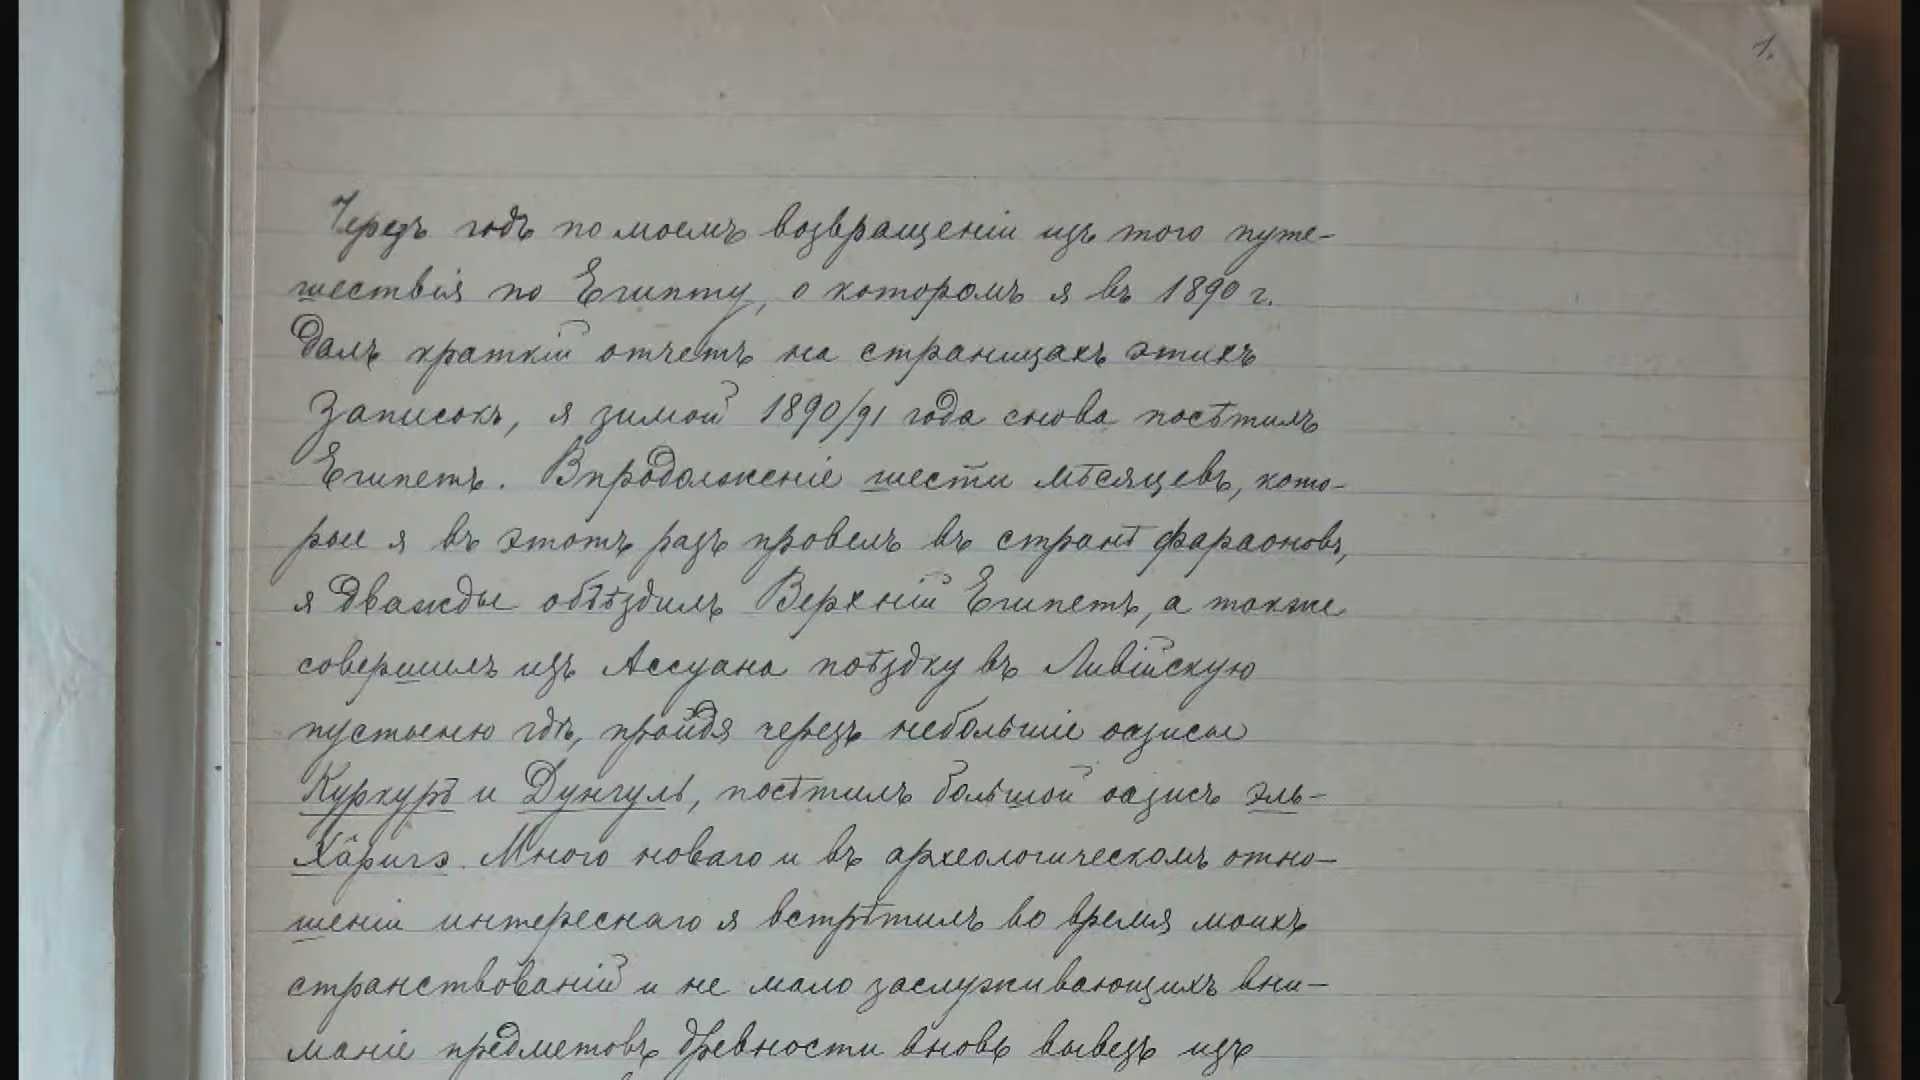 1.
Черезъ годъ по моемъ возвращеніи изъ того путе-
шествія по Египту, о которомъ я въ 1890 г.
далъ краткій отчетъ на страницахъ этихъ
Записокъ, я зимой 1890/91 года снова посѣтилъ
Египетъ. Впродолженіе шести мѣсяцевъ, кото-
рые я въ этотъ разъ провелъ въ странѣ фараоновъ,
я дважды объѣздилъ Верхній Египетъ, а также
совершилъ изъ Ассуана поѣздку въ Ливійскую
пустыню гдѣ, пройдя черезъ небольшіе оазисы
Куркуръ и Дунгуль, посѣтилъ большой оазисъ эль-
Хâригэ. Много новаго и въ археологическомъ отно-
шеніи интереснаго я встрѣтилъ во время моихъ
странствованій и не мало заслуживающихъ вни-
маніе предметовъ древности вновь вывезъ изъ